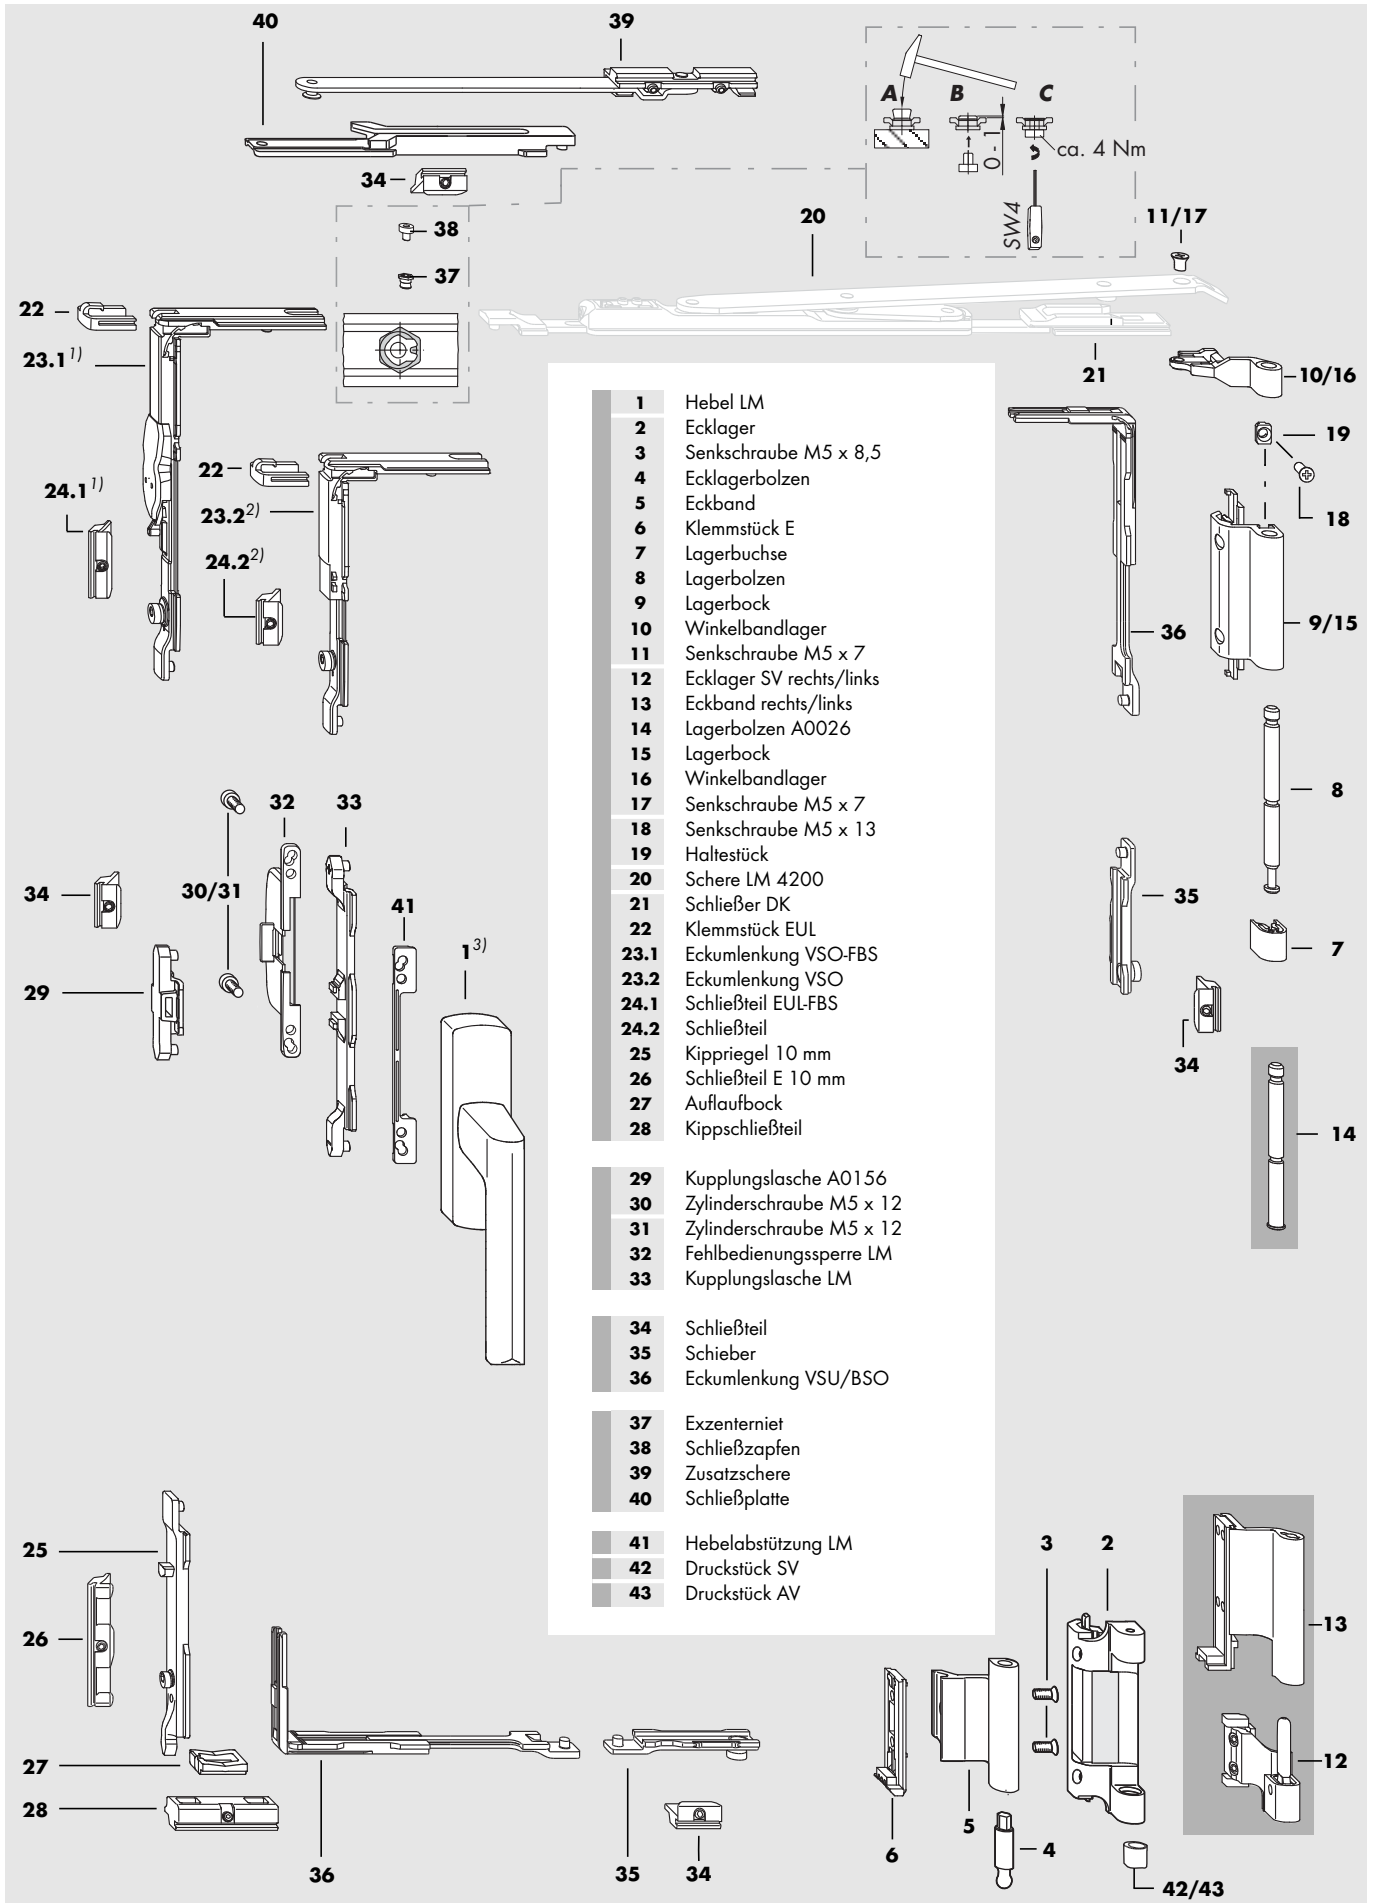 40
39
A
B
C
0 - 1
ca. 4 Nm
SW4
34
38
37
20
11/17
22
23.1 1)
21
10/16
19
18
22
24.1 1)
23.2 2)
24.2 2)
36
9/15
1 Hebel LM
2 Ecklager
3 Senkschraube M5 x 8,5
4 Ecklagerbolzen
5 Eckband
6 Klemmstück E
7 Lagerbuchse
8 Lagerbolzen
9 Lagerbock
10 Winkelbandlager
11 Senkschraube M5 x 7
12 Ecklager SV rechts/links
13 Eckband rechts/links
14 Lagerbolzen A0026
15 Lagerbock
16 Winkelbandlager
17 Senkschraube M5 x 7
18 Senkschraube M5 x 13
19 Haltestück
20 Schere LM 4200
21 Schließer DK
22 Klemmstück EUL
23.1 Eckumlenkung VSO-FBS
23.2 Eckumlenkung VSO
24.1 Schließteil EUL-FBS
24.2 Schließteil
25 Kippriegel 10 mm
26 Schließteil E 10 mm
27 Auflaufbock
28 Kippschließteil
29 Kupplungslasche A0156
30 Zylinderschraube M5 x 12
31 Zylinderschraube M5 x 12
32 Fehlbedienungssperre LM
33 Kupplungslasche LM
34 Schließteil
35 Schieber
36 Eckumlenkung VSU/BSO
37 Exzenterniet
38 Schließzapfen
39 Zusatzschere
40 Schließplatte
41 Hebelabstützung LM
42 Druckstück SV
43 Druckstück AV
32
33
8
34
30/31
41
35
1 3)
7
29
34
14
25
3
2
26
13
27
12
28
5
4
6
36
35
34
42/43